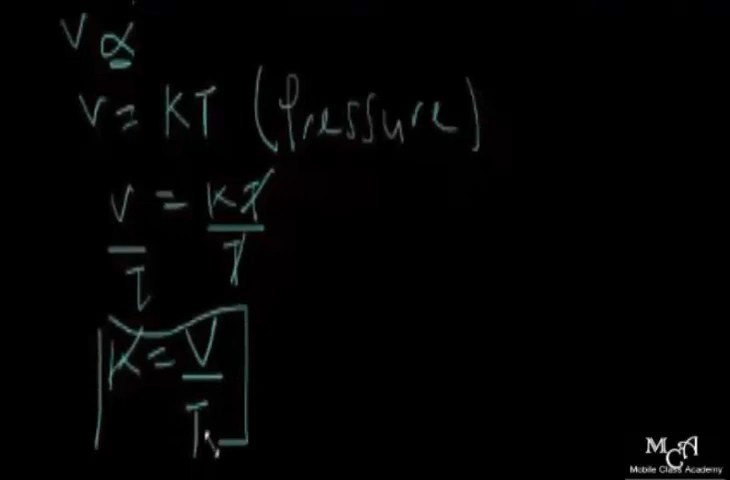 V α
V = KT (Pressure)
V = KT
T T
K = V
T
MCA
Mobile Class Academy